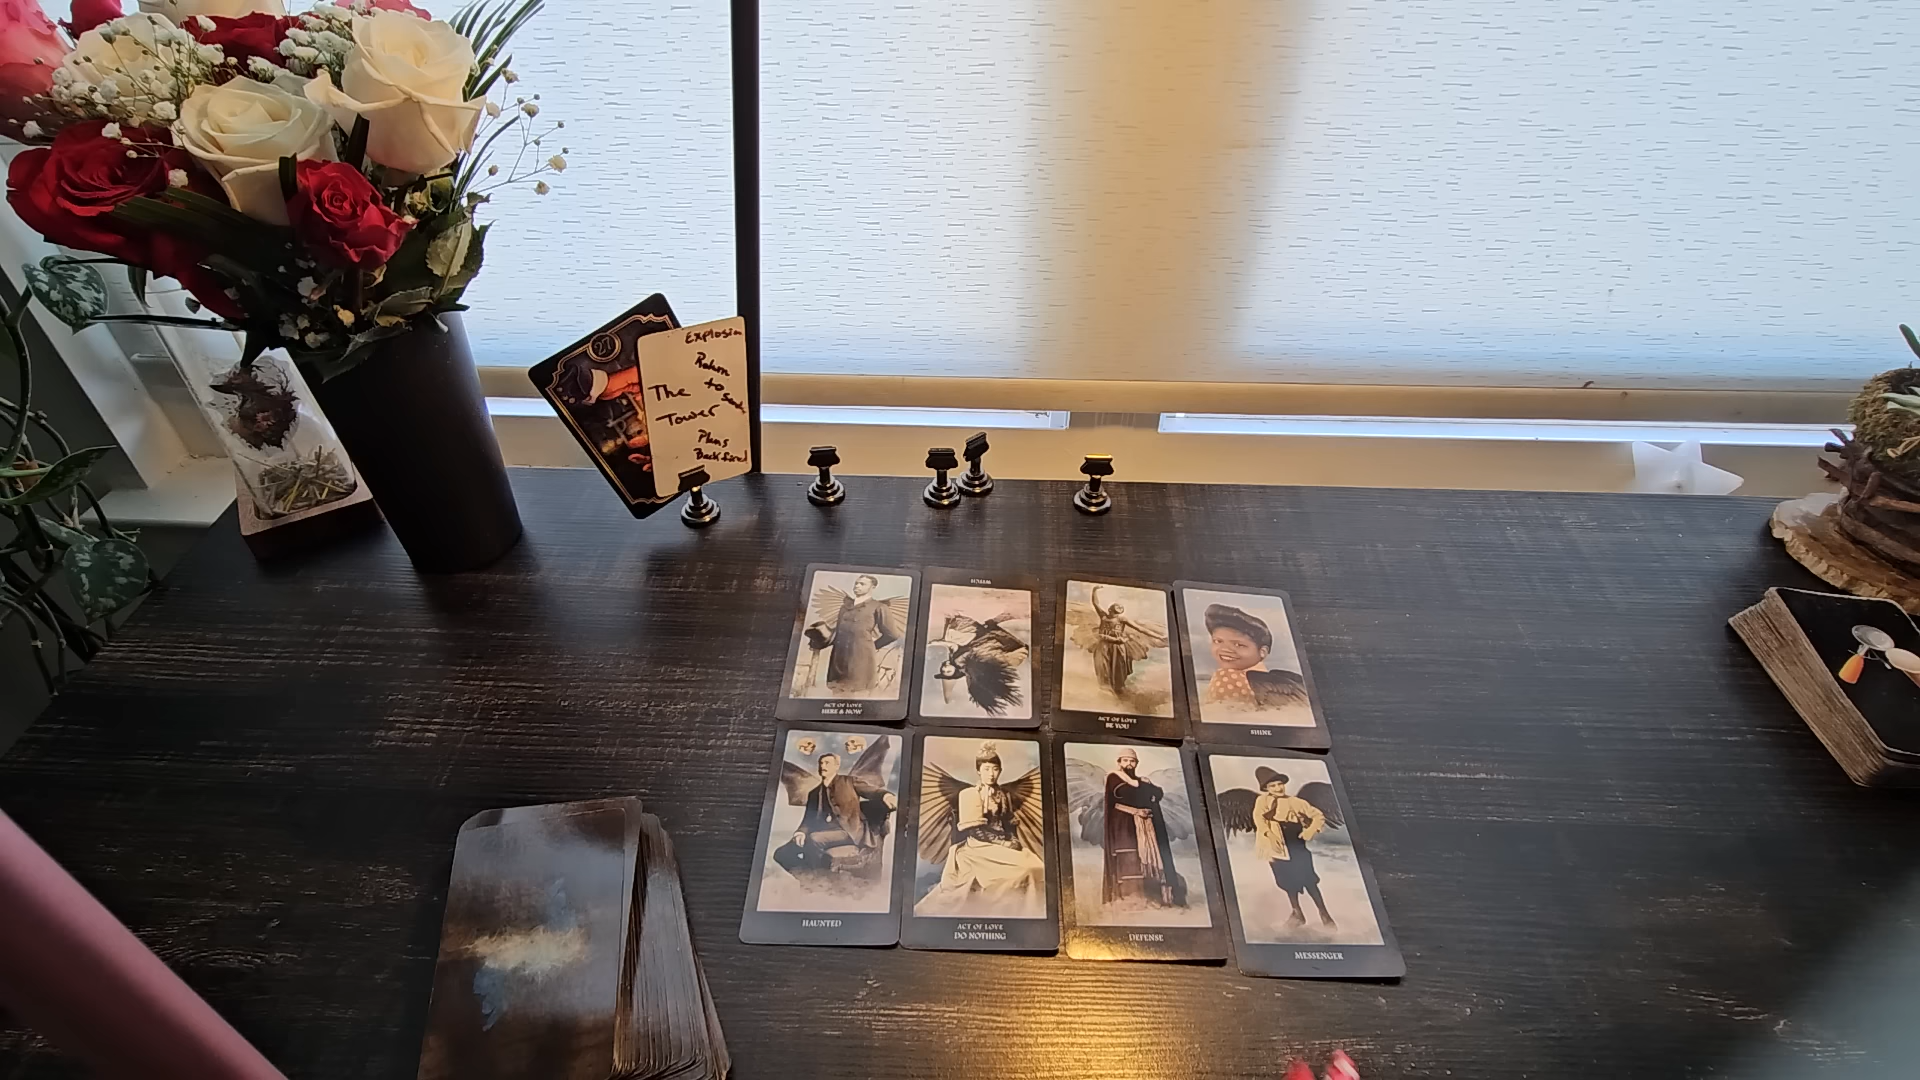 27
Explosion
Return
to
Sender
The
Tower
Plans
Backfired
ACT OF LOVE
HERE & NOW
WITCH
ACT OF LOVE
BE YOU
SHINE
HAUNTED
ACT OF LOVE
DO NOTHING
DEFENSE
MESSENGER